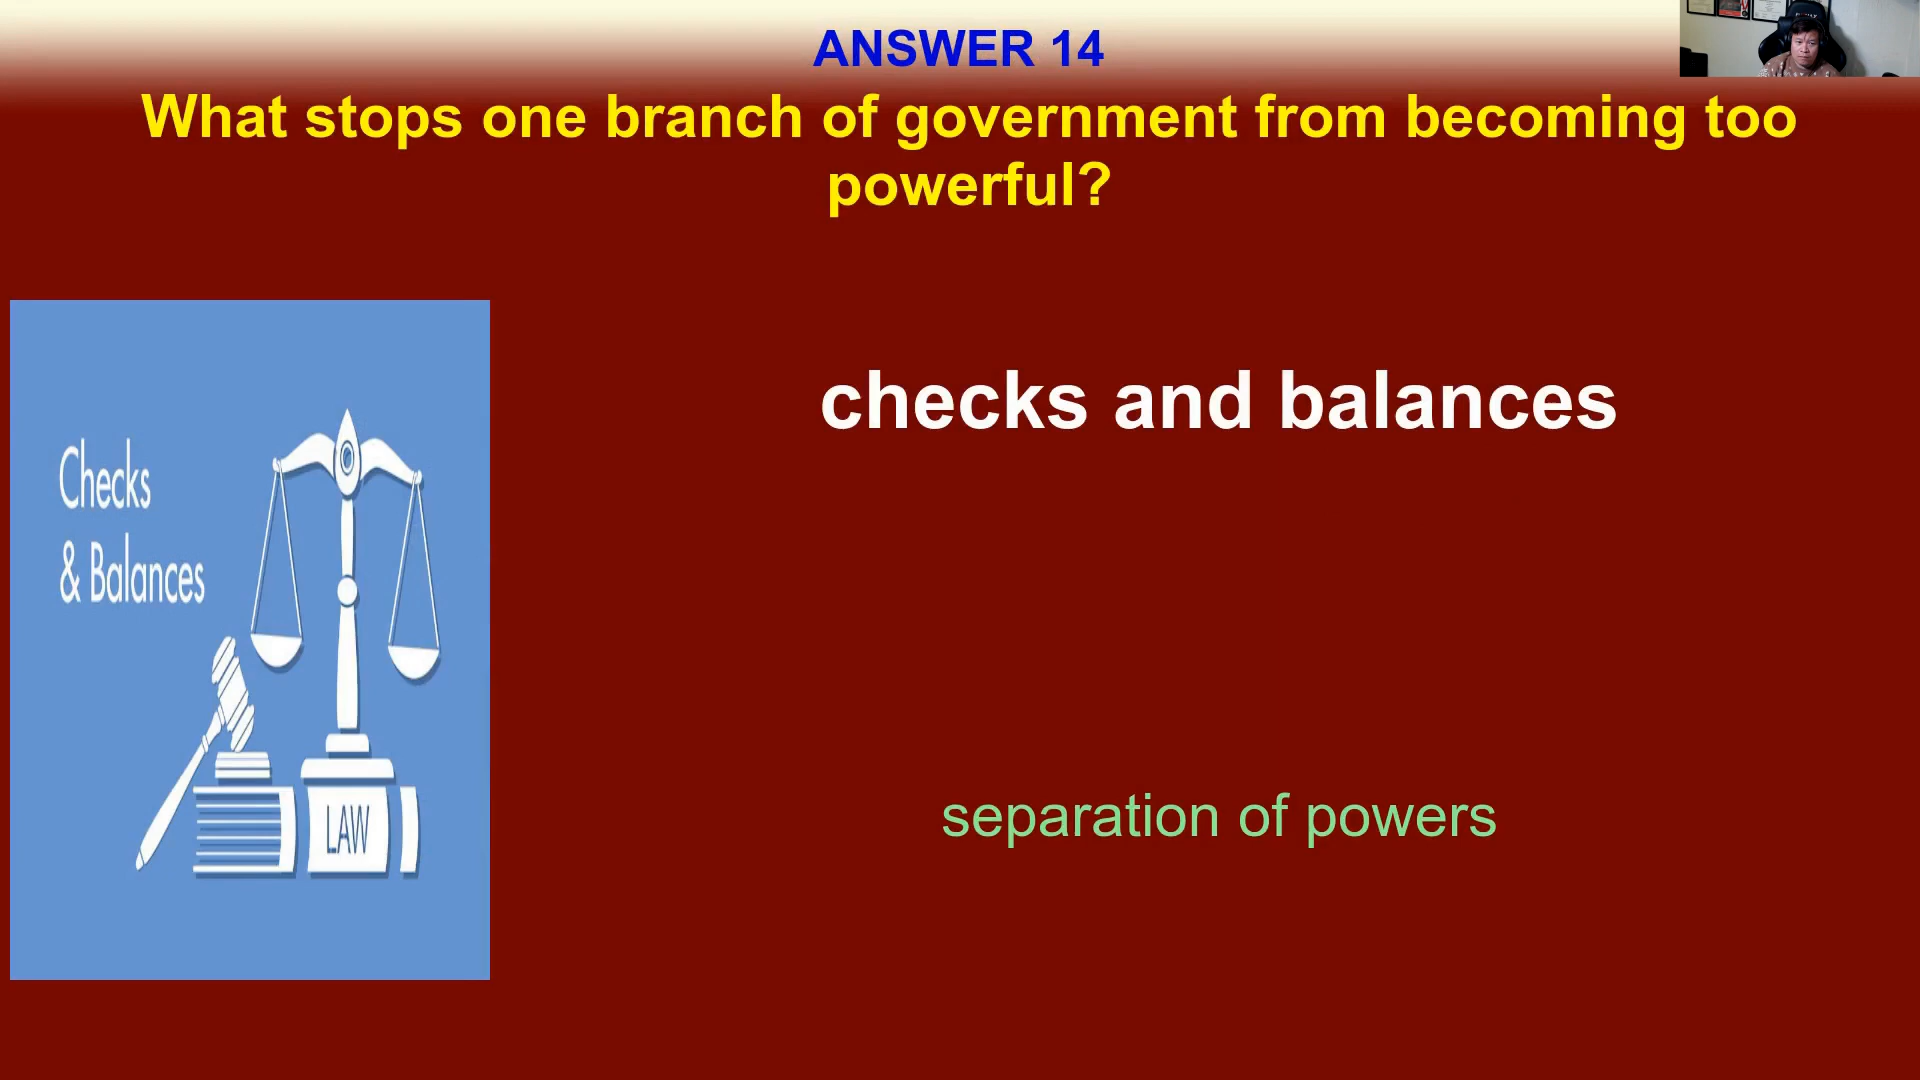 ANSWER 14
What stops one branch of government from becoming too
powerful?
checks and balances
Checks
& Balances
LAW
separation of powers